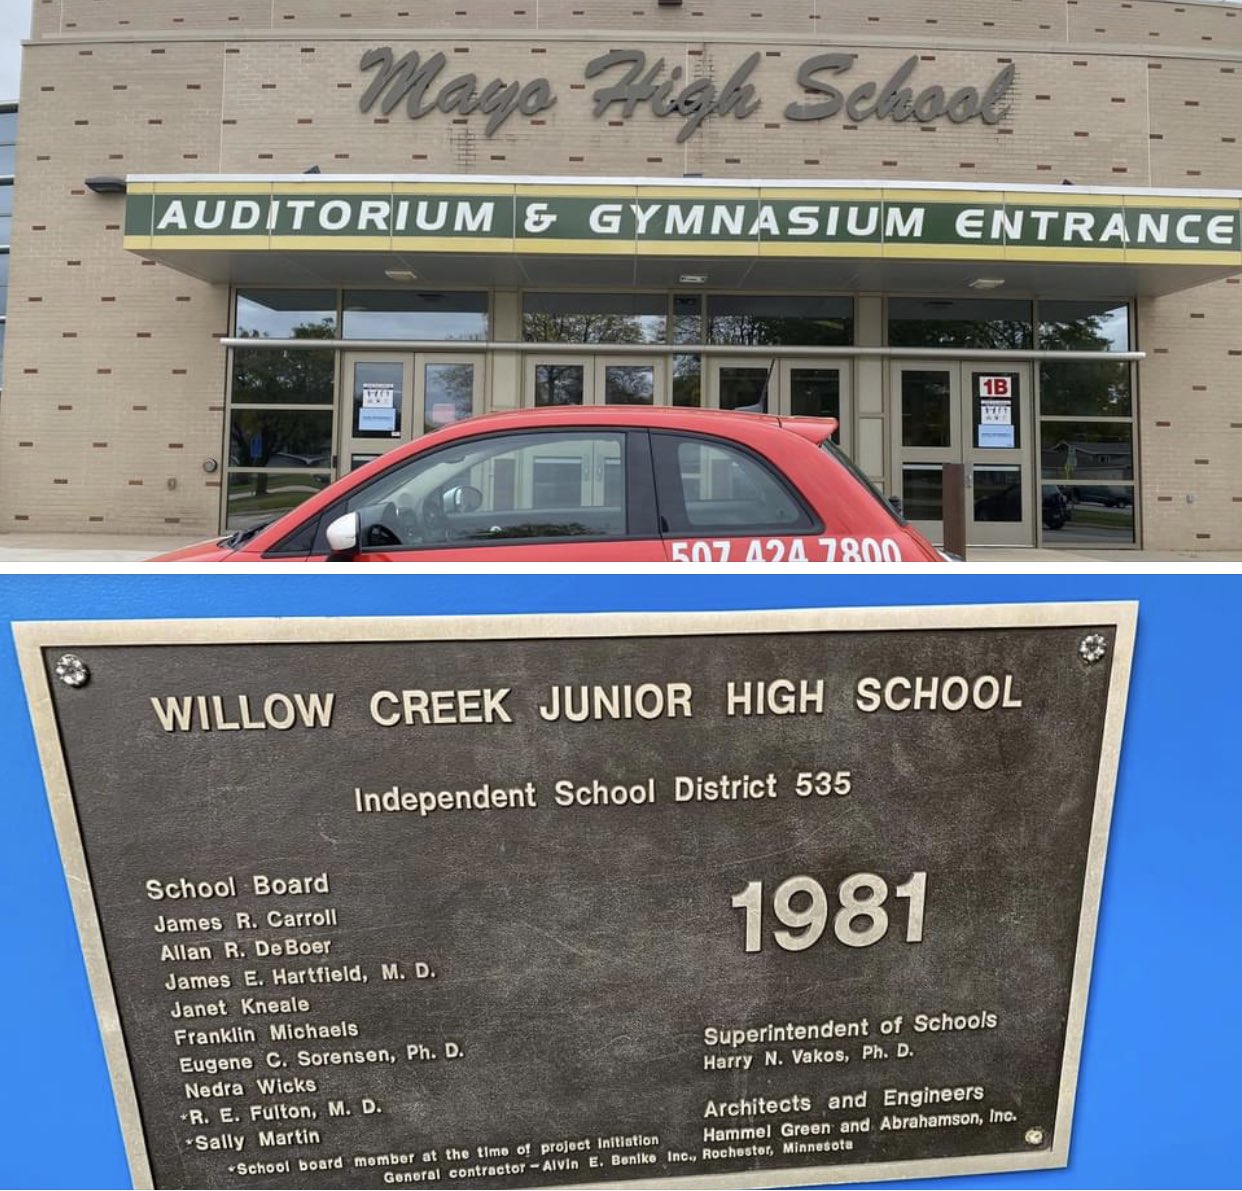 Mayo High School
AUDITORIUM & GYMNASIUM ENTRANCE
1B
507 424 7800
WILLOW CREEK JUNIOR HIGH SCHOOL
Independent School District 535
School Board
James R. Carroll
Allan R. DeBoer
James E. Hartfield, M. D.
Janet Kneale
Franklin Michaels
Eugene C. Sorensen, Ph. D.
Nedra Wicks
*R. E. Fulton, M. D.
*Sally Martin
1981
Superintendent of Schools
Harry N. Vakos, Ph. D.
Architects and Engineers
Hammel Green and Abrahamson, Inc.
*School board member at the time of project initiation
General contractor - Alvin E. Benike Inc., Rochester, Minnesota